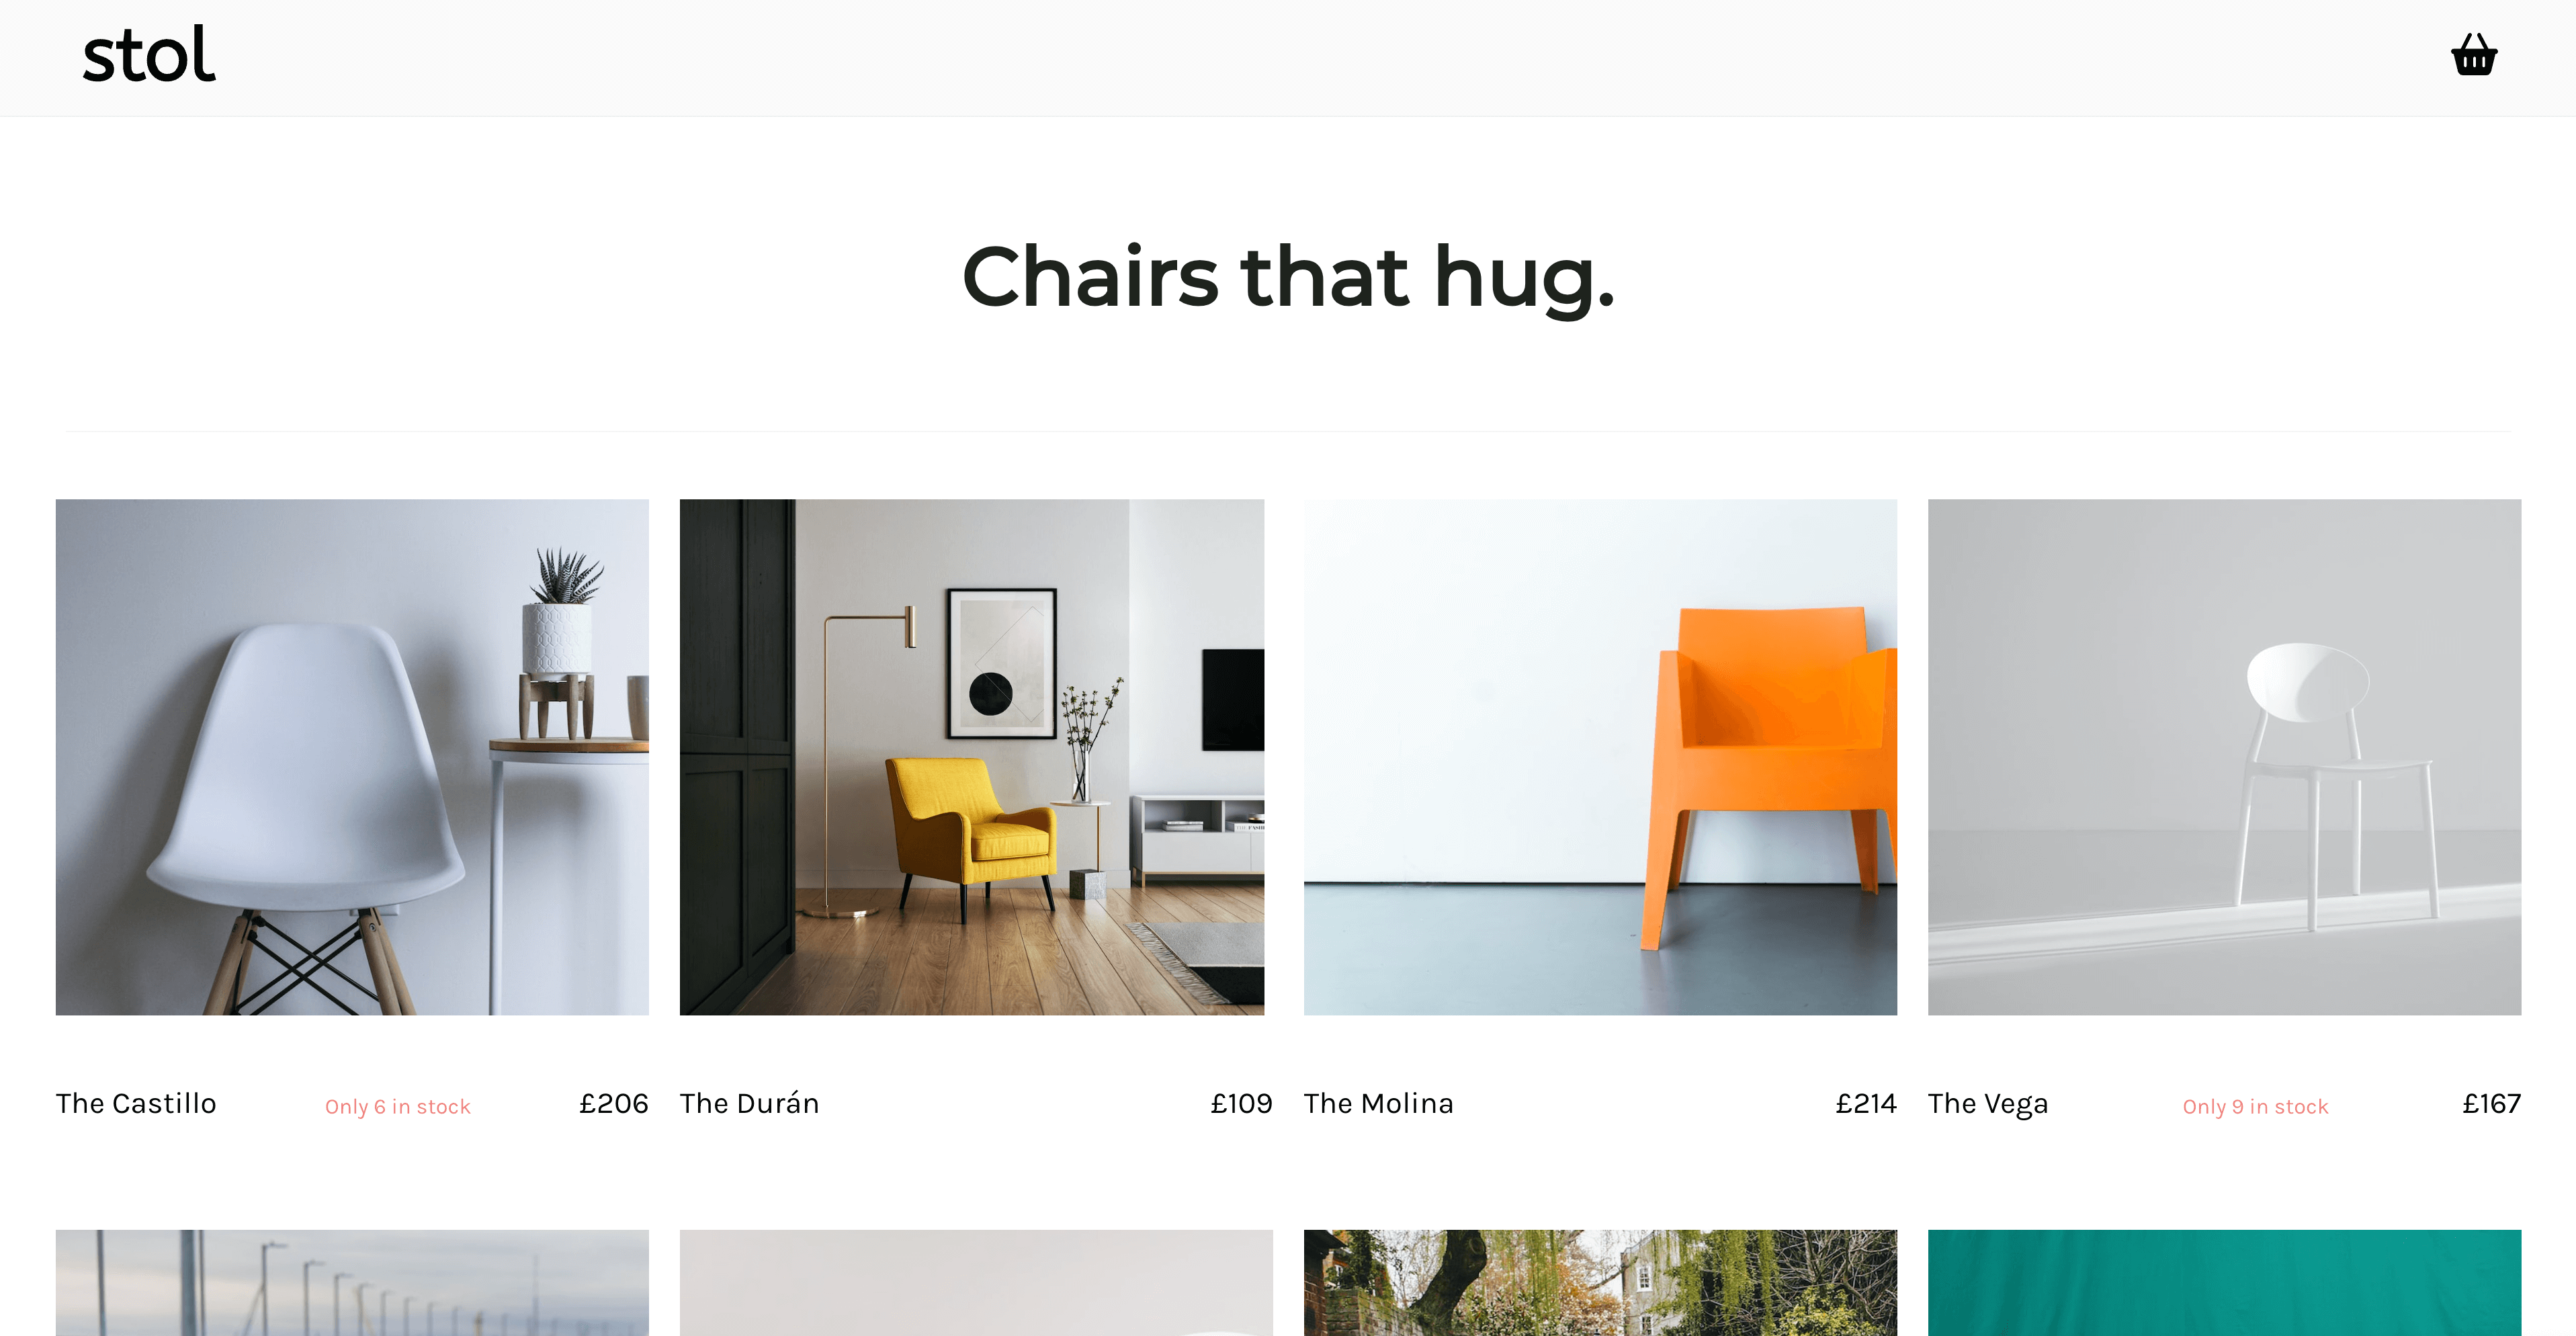 stol
Chairs that hug.
The Castillo
Only 6 in stock
£206
The Durán
£109
The Molina
£214
The Vega
Only 9 in stock
£167